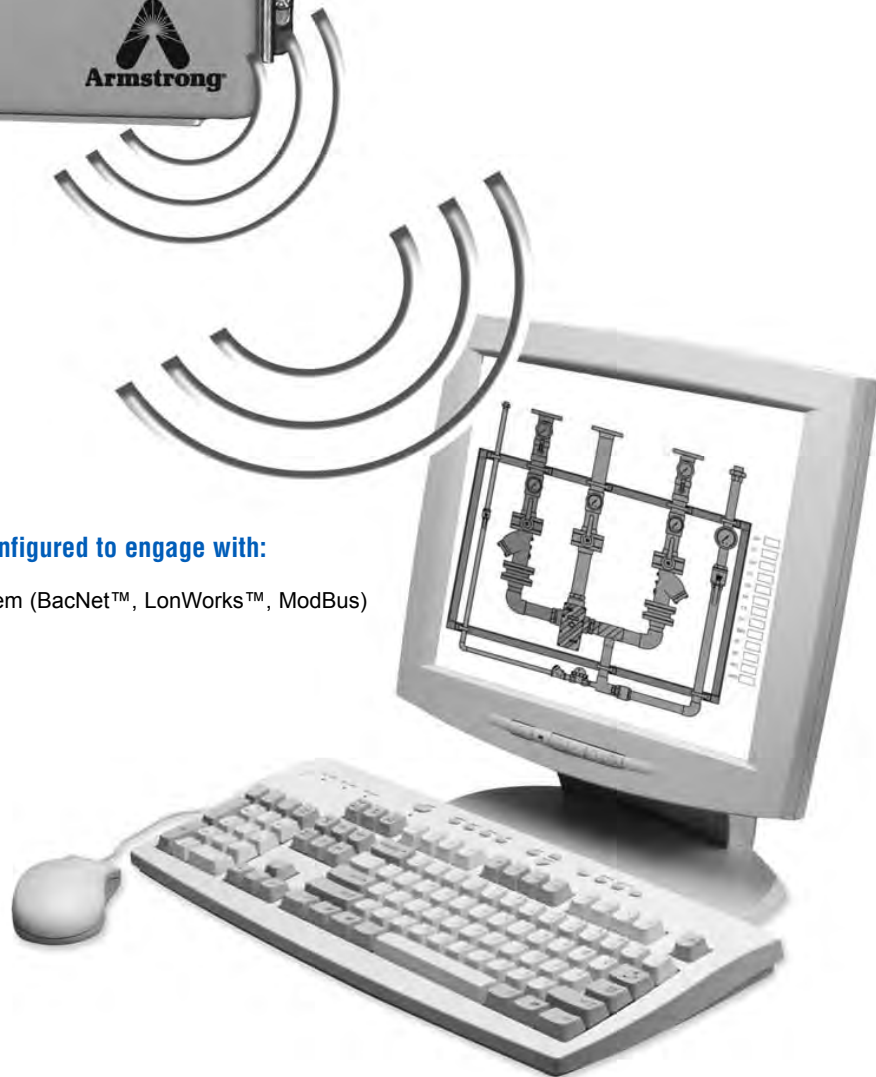 Armstrong
nfigured to engage with:
em (BacNet™, LonWorks™, ModBus)